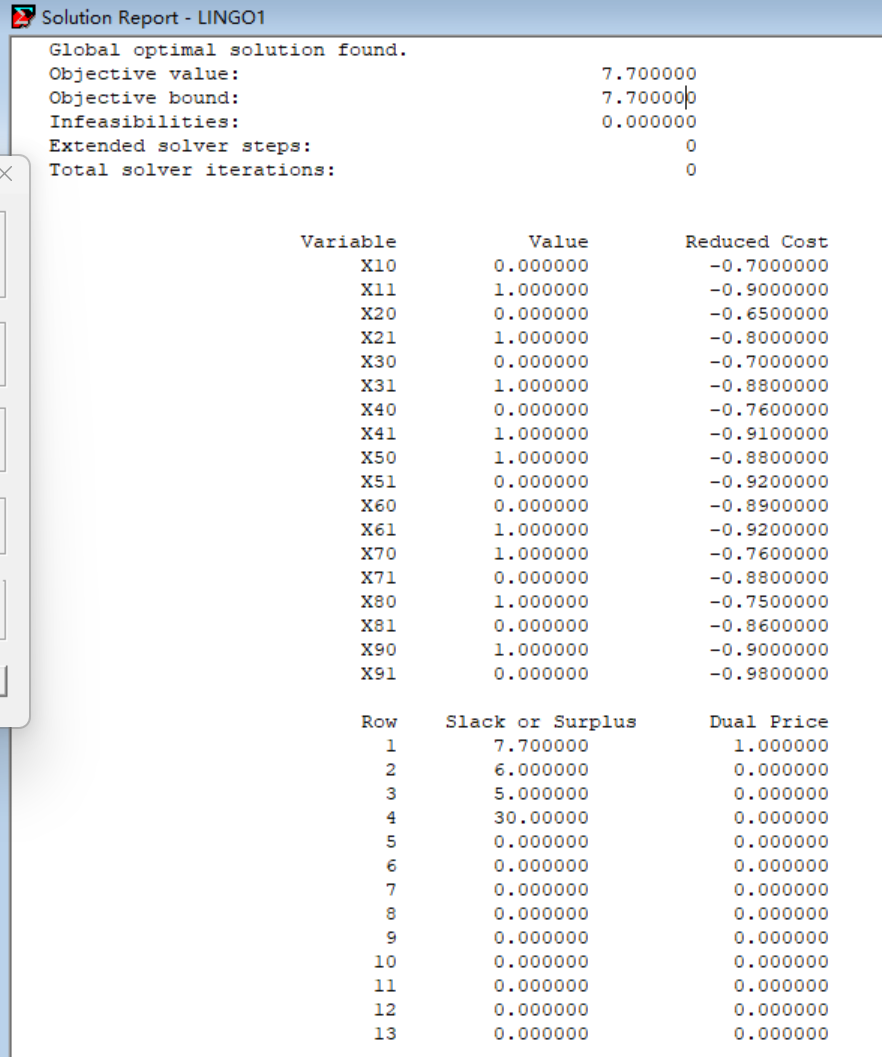 Solution Report - LINGO1
Global optimal solution found.
Objective value: 7.700000
Objective bound: 7.700000
Infeasibilities: 0.000000
Extended solver steps: 0
Total solver iterations: 0
Variable Value Reduced Cost
X10 0.000000 -0.7000000
X11 1.000000 -0.9000000
X20 0.000000 -0.6500000
X21 1.000000 -0.8000000
X30 0.000000 -0.7000000
X31 1.000000 -0.8800000
X40 0.000000 -0.7600000
X41 1.000000 -0.9100000
X50 1.000000 -0.8800000
X51 0.000000 -0.9200000
X60 0.000000 -0.8900000
X61 1.000000 -0.9200000
X70 1.000000 -0.7600000
X71 0.000000 -0.8800000
X80 1.000000 -0.7500000
X81 0.000000 -0.8600000
X90 1.000000 -0.9000000
X91 0.000000 -0.9800000
Row Slack or Surplus Dual Price
1 7.700000 1.000000
2 6.000000 0.000000
3 5.000000 0.000000
4 30.00000 0.000000
5 0.000000 0.000000
6 0.000000 0.000000
7 0.000000 0.000000
8 0.000000 0.000000
9 0.000000 0.000000
10 0.000000 0.000000
11 0.000000 0.000000
12 0.000000 0.000000
13 0.000000 0.000000